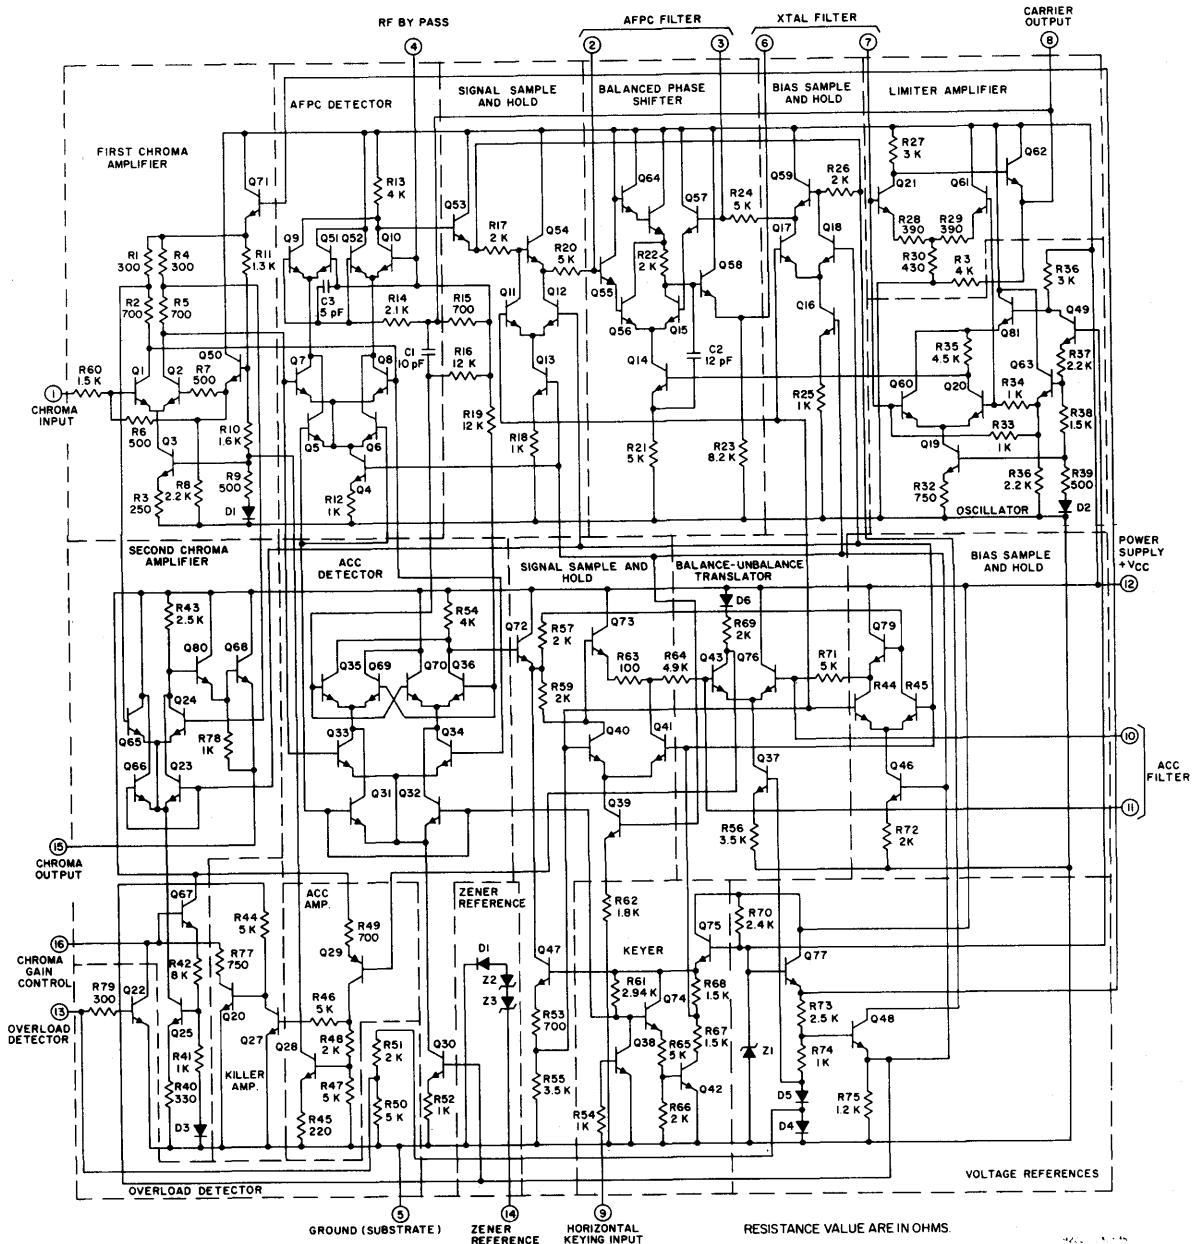 RF BY PASS
④
AFPC FILTER
② ③
XTAL FILTER
⑥ ⑦
CARRIER OUTPUT
⑧
FIRST CHROMA AMPLIFIER
AFPC DETECTOR
SIGNAL SAMPLE AND HOLD
BALANCED PHASE SHIFTER
BIAS SAMPLE AND HOLD
LIMITER AMPLIFIER
Q71
R1 300
R4 300
R11 1.3K
R2 700
R5 700
Q50
R60 1.5K
① CHROMA INPUT
Q1
Q2
R7 500
R6 500
Q3
R10 1.6K
R3 250
R8 2.2K
R9 500
D1
R13 4K
Q9
Q51
Q52
Q10
C3 5 pF
R14 2.1K
R15 700
C1 10 pF
R16 12 K
R19 12 K
Q7
Q8
Q5
Q6
Q4
R12 1K
Q53
R17 2K
Q54
R20 5K
Q11
Q12
Q13
R18 1K
Q64
Q57
R24 5K
R22 2K
Q58
Q55
Q56
Q15
Q14
C2 12 pF
R21 5K
R23 8.2K
Q59
R26 2K
Q17
Q18
Q16
R25 1K
R27 3K
Q62
Q21
Q61
R28 390
R29 390
R30 430
R3 4K
R36 3K
Q49
Q81
R35 4.5K
Q63
R37 2.2K
Q60
Q20
R34 1K
R38 1.5K
R33 1K
Q19
R32 750
R36 2.2K
R39 500
D2
OSCILLATOR
SECOND CHROMA AMPLIFIER
ACC DETECTOR
SIGNAL SAMPLE AND HOLD
BALANCE-UNBALANCE TRANSLATOR
BIAS SAMPLE AND HOLD
POWER SUPPLY +VCC
⑫
R43 2.5K
Q80
Q68
Q24
Q65
R78 1K
Q66
Q23
⑮ CHROMA OUTPUT
R54 4K
Q35
Q69
Q70
Q36
Q33
Q34
Q31
Q32
Q72
R57 2K
Q73
R63 100
R64 4.9K
R59 2K
Q40
Q41
Q39
D6
R69 2K
Q43
Q76
R71 5K
Q79
R44
R45
Q37
Q46
R56 3.5K
R72 2K
⑩
ACC FILTER
⑪
Q67
R44 5K
⑯ CHROMA GAIN CONTROL
R77 750
R42 8K
R79 300
Q22
⑬ OVERLOAD DETECTOR
Q25
Q20
Q27
R41 1K
R40 330
D3
KILLER AMP.
ACC AMP.
R49 700
Q29
R46 5K
Q28
R48 2K
R47 5K
R45 220
R51 2K
R50 5K
Q30
R52 1K
ZENER REFERENCE
D1
Z2
Z3
Q47
R53 700
R55 3.5K
R62 1.8K
KEYER
R61 2.94K
Q74
Q38
R65 5K
R54 1K
R66 2K
Q42
Q75
R70 2.4K
R68 1.5K
R67 1.5K
Q77
R73 2.5K
Q48
Z1
R74 1K
D5
D4
R75 1.2K
OVERLOAD DETECTOR
VOLTAGE REFERENCES
⑤ GROUND (SUBSTRATE)
⑭ ZENER REFERENCE
⑨ HORIZONTAL KEYING INPUT
RESISTANCE VALUE ARE IN OHMS.